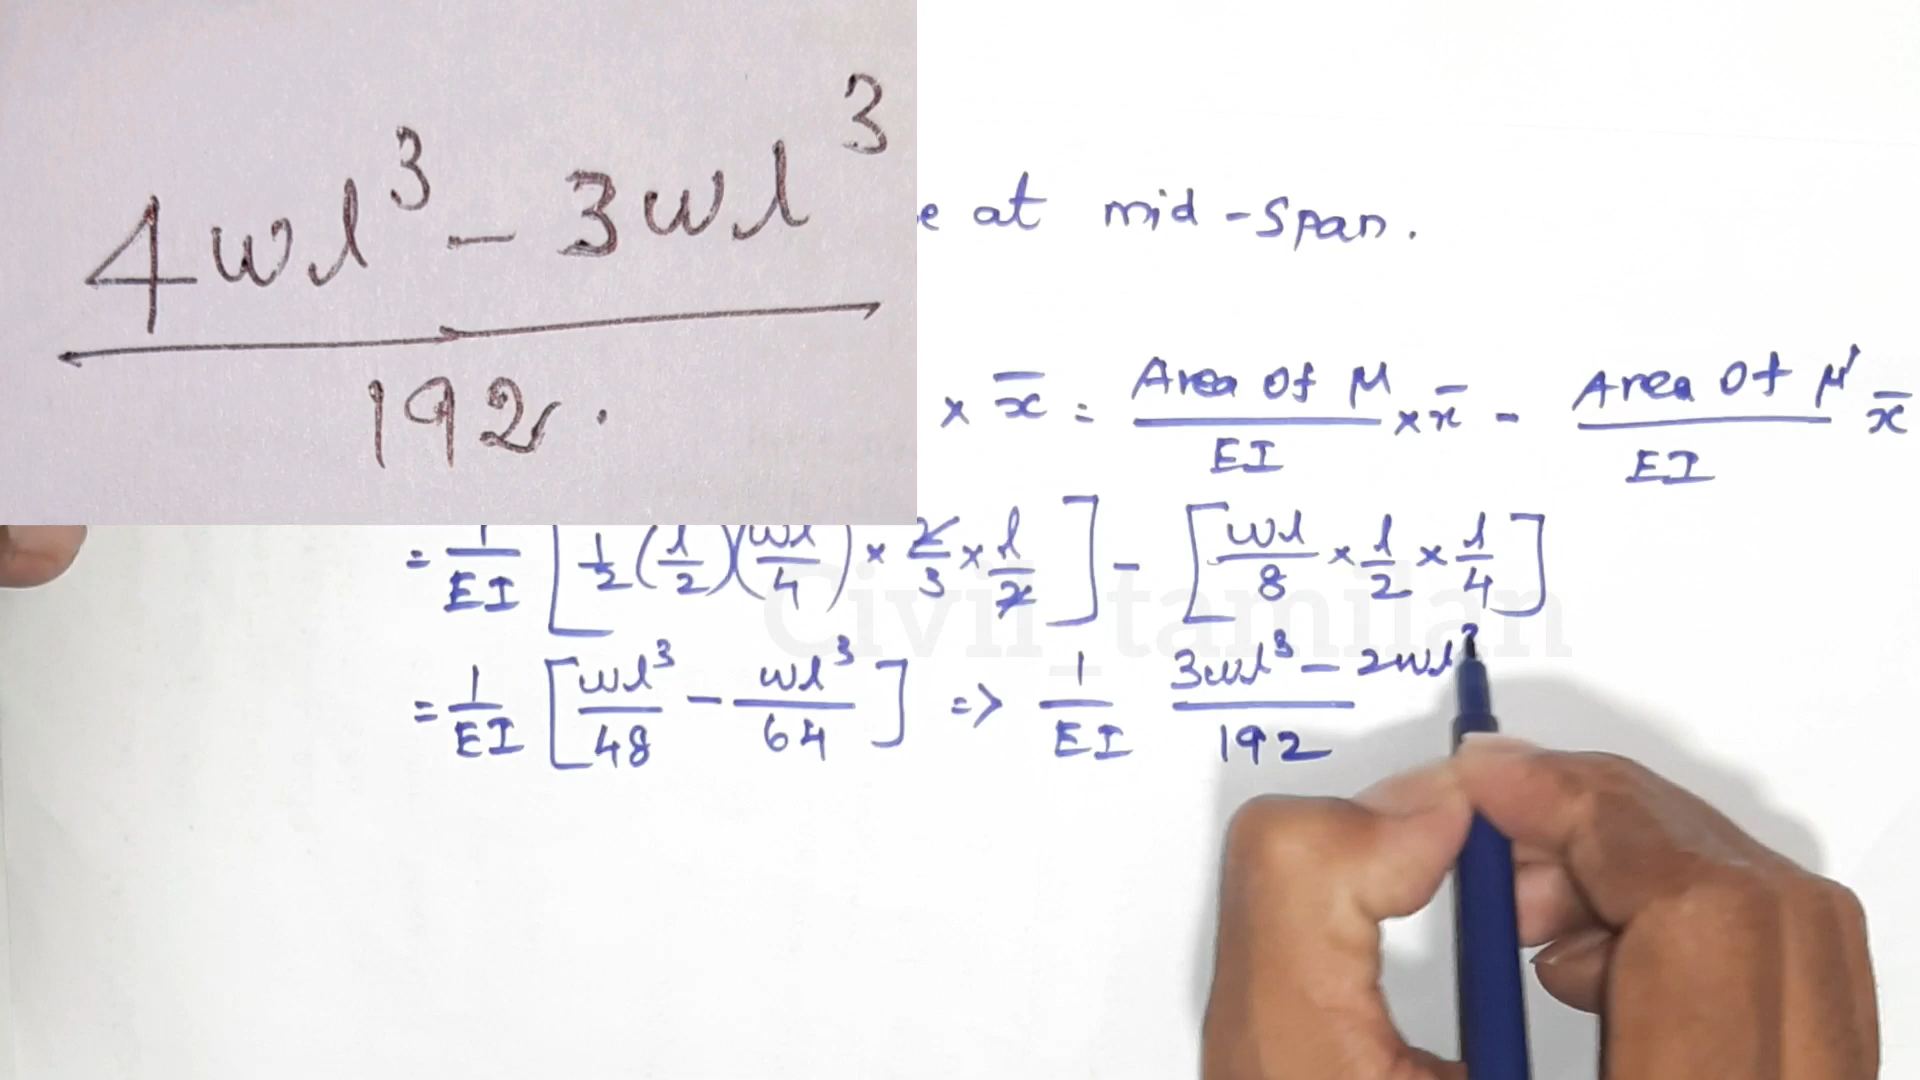 4wl³ - 3wl³
192.
e at mid-span.
× x̄ = Area Of M / EI × x̄ - Area Of M' / EI x̄
= 1/EI [ 1/2 (l/2)(wl/4) × 2/3 × l/2 ] - [ wl/8 × l/2 × l/4 ]
= 1/EI [ wl³/48 - wl³/64 ] => 1/EI 3wl³ - 2wl³ / 192
Civil_tamilan